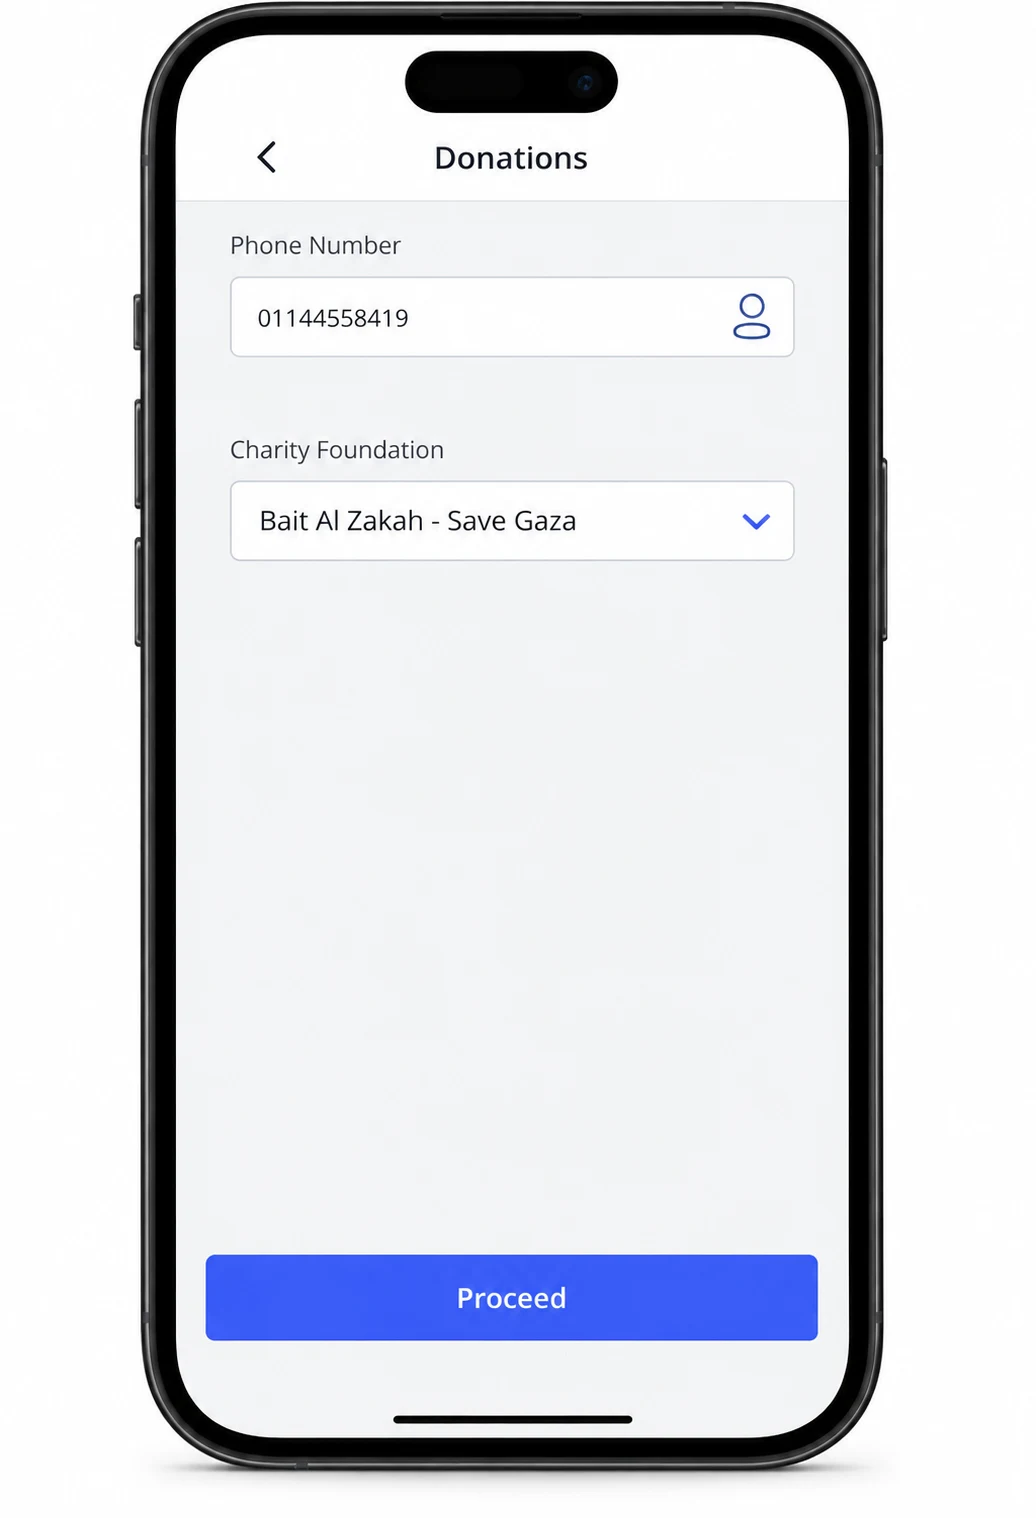 Donations
Phone Number
01144558419
Charity Foundation
Bait Al Zakah - Save Gaza
Proceed